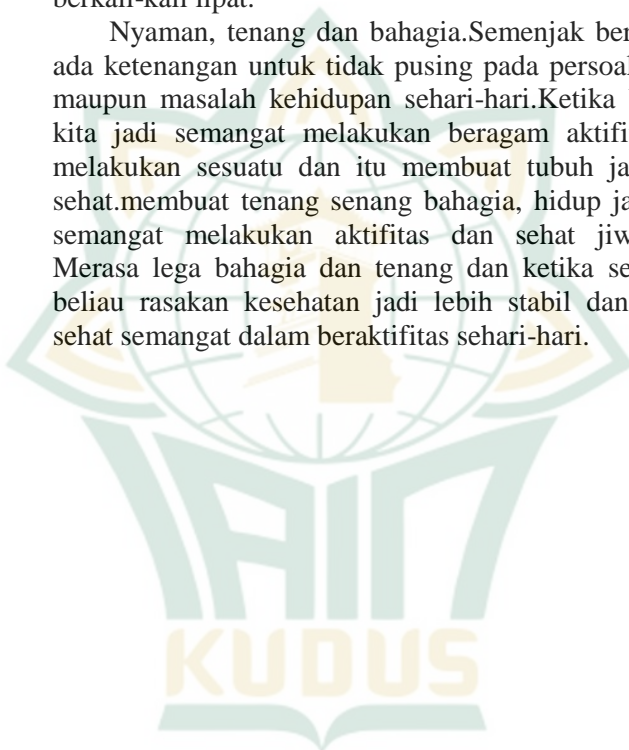 berkali-kali lipat.
Nyaman, tenang dan bahagia.Semenjak ber
ada ketenangan untuk tidak pusing pada persoal
maupun masalah kehidupan sehari-hari.Ketika
kita jadi semangat melakukan beragam aktifi
melakukan sesuatu dan itu membuat tubuh ja
sehat.membuat tenang senang bahagia, hidup ja
semangat melakukan aktifitas dan sehat jiw
Merasa lega bahagia dan tenang dan ketika se
beliau rasakan kesehatan jadi lebih stabil dan
sehat semangat dalam beraktifitas sehari-hari.
IAIN
KUDUS